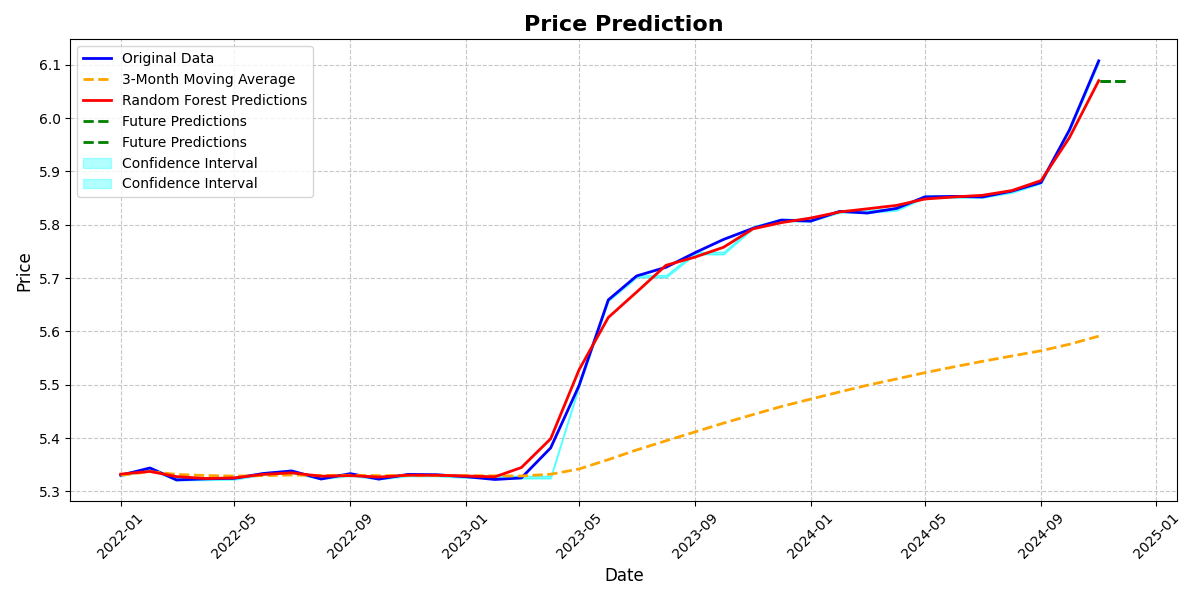 Price Prediction
Original Data
3-Month Moving Average
Random Forest Predictions
Future Predictions
Future Predictions
Confidence Interval
Confidence Interval
Price
6.1
6.0
5.9
5.8
5.7
5.6
5.5
5.4
5.3
2022-01
2022-05
2022-09
2023-01
2023-05
2023-09
2024-01
2024-05
2024-09
2025-01
Date